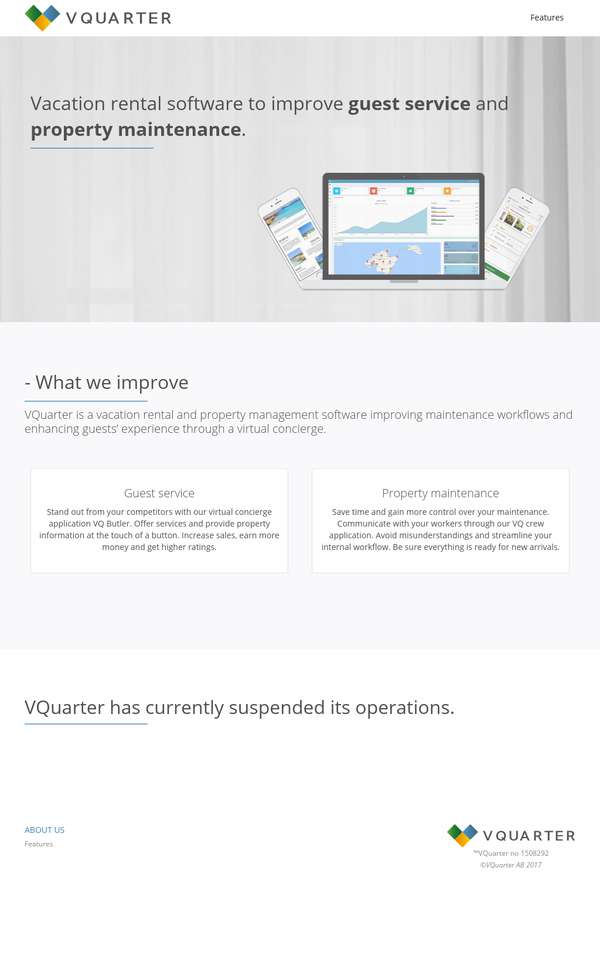 VQUARTER
Features
Vacation rental software to improve guest service and
property maintenance.
- What we improve
VQuarter is a vacation rental and property management software improving maintenance workflows and
enhancing guests' experience through a virtual concierge.
Guest service
Stand out from your competitors with our virtual concierge
application VQ Butler. Offer services and provide property
information at the touch of a button. Increase sales, earn more
money and get higher ratings.
Property maintenance
Save time and gain more control over your maintenance.
Communicate with your workers through our VQ crew
application. Avoid misunderstandings and streamline your
internal workflow. Be sure everything is ready for new arrivals.
VQuarter has currently suspended its operations.
ABOUT US
Features
VQUARTER
™VQuarter no 1508292
©VQuarter AB 2017